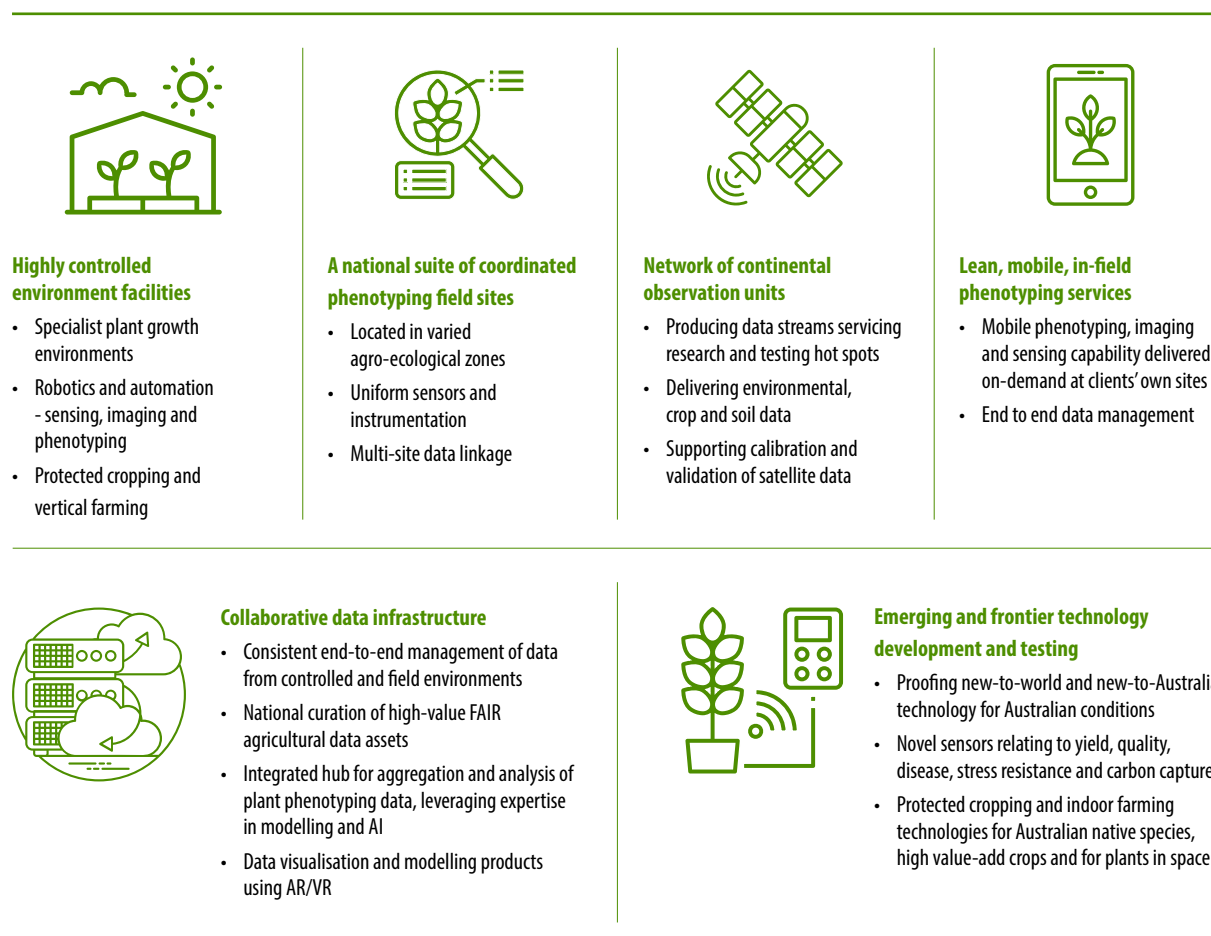 Highly controlled
environment facilities
• Specialist plant growth
environments
• Robotics and automation
- sensing, imaging and
phenotyping
• Protected cropping and
vertical farming
A national suite of coordinated
phenotyping field sites
• Located in varied
agro-ecological zones
• Uniform sensors and
instrumentation
• Multi-site data linkage
Network of continental
observation units
• Producing data streams servicing
research and testing hot spots
• Delivering environmental,
crop and soil data
• Supporting calibration and
validation of satellite data
Lean, mobile, in-field
phenotyping services
• Mobile phenotyping, imaging
and sensing capability delivered
on-demand at clients’ own sites
• End to end data management
Collaborative data infrastructure
• Consistent end-to-end management of data
from controlled and field environments
• National curation of high-value FAIR
agricultural data assets
• Integrated hub for aggregation and analysis of
plant phenotyping data, leveraging expertise
in modelling and AI
• Data visualisation and modelling products
using AR/VR
Emerging and frontier technology
development and testing
• Proofing new-to-world and new-to-Australi
technology for Australian conditions
• Novel sensors relating to yield, quality,
disease, stress resistance and carbon capture
• Protected cropping and indoor farming
technologies for Australian native species,
high value-add crops and for plants in space